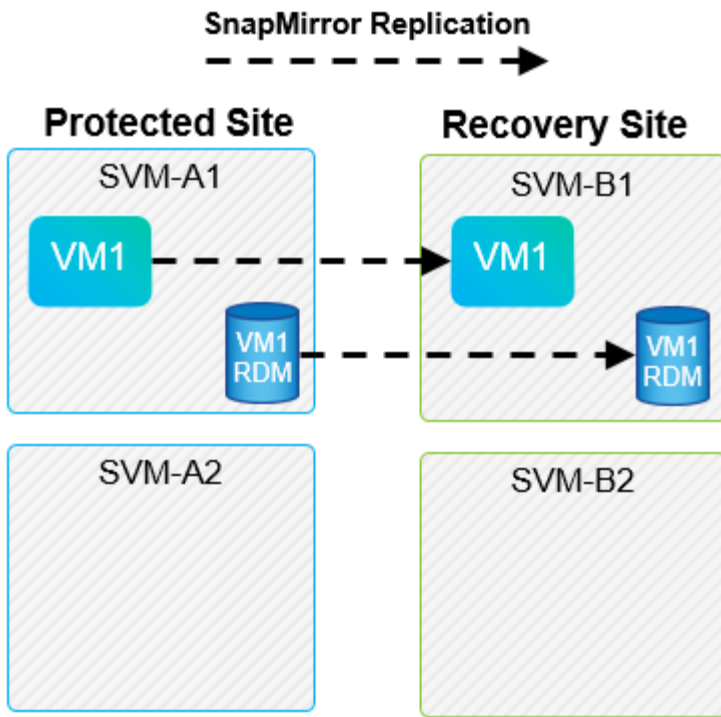 SnapMirror Replication
Protected Site
Recovery Site
SVM-A1
SVM-B1
VM1
VM1
VM1
RDM
VM1
RDM
SVM-A2
SVM-B2